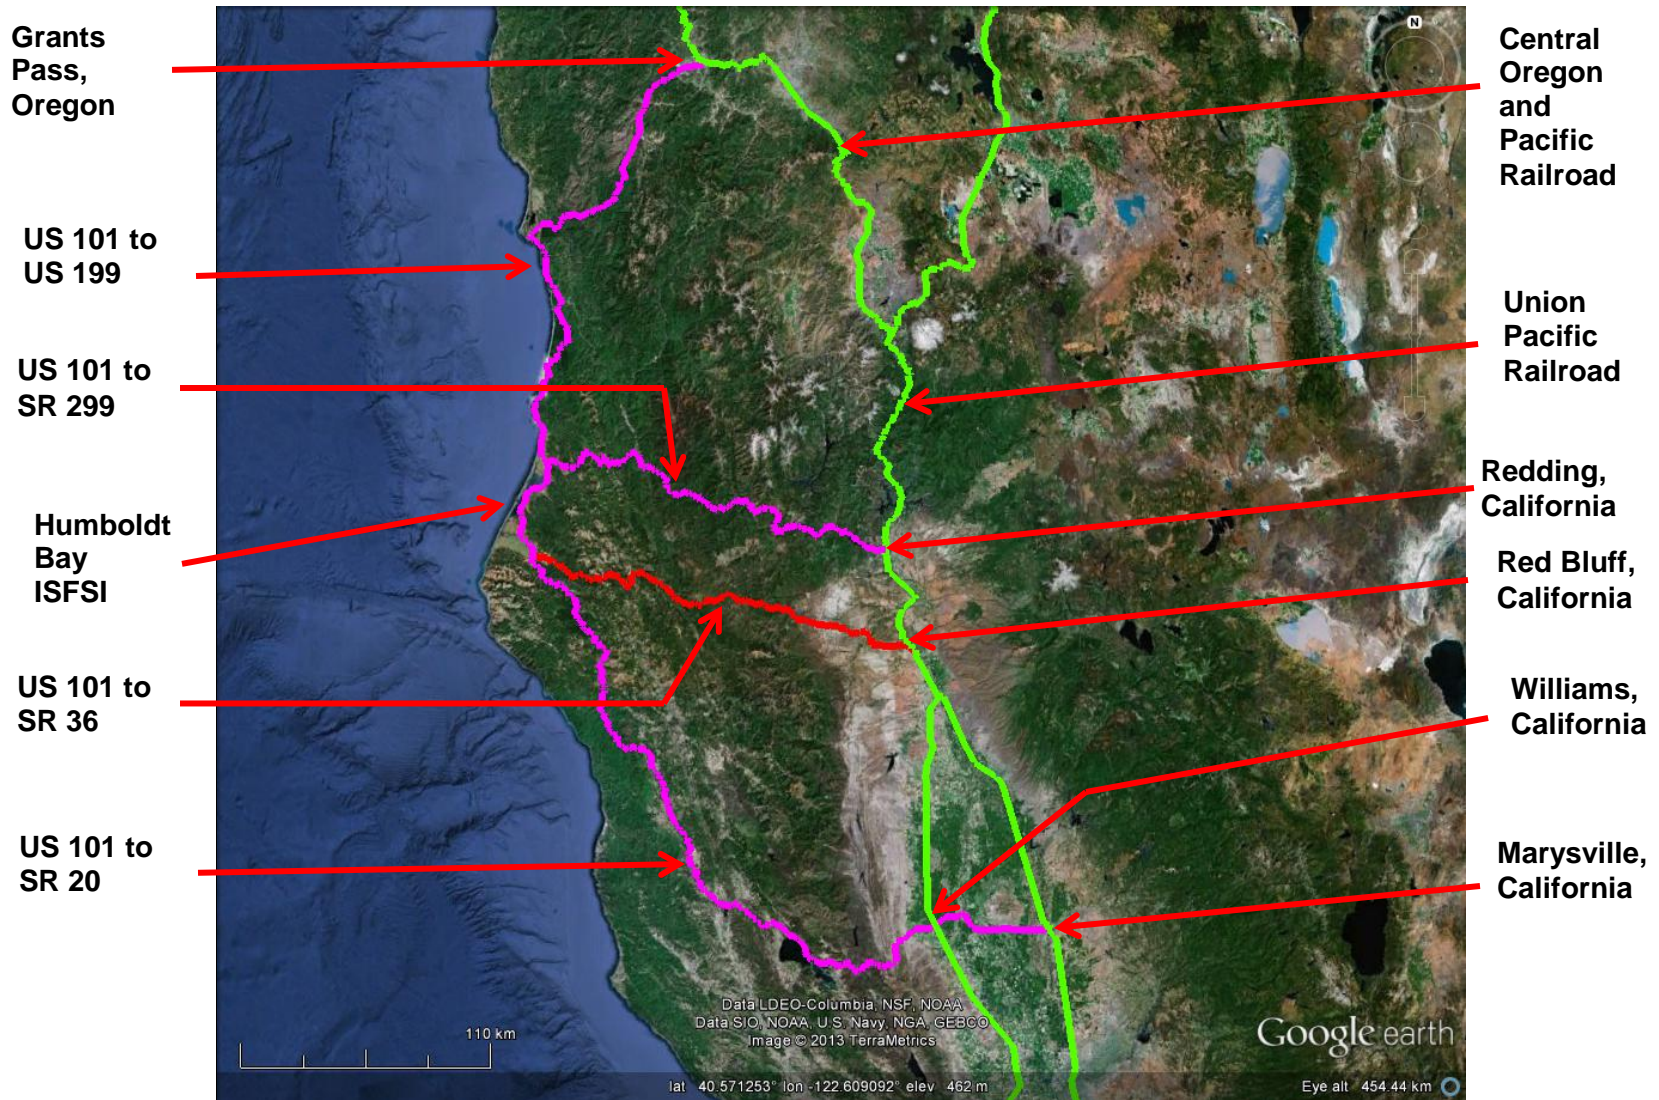 Grants
Pass,
Oregon
US 101 to
US 199
US 101 to
SR 299
Humboldt
Bay
ISFSI
US 101 to
SR 36
US 101 to
SR 20
Central
Oregon
and
Pacific
Railroad
Union
Pacific
Railroad
Redding,
California
Red Bluff,
California
Williams,
California
Marysville,
California
N
110 km
Data LDEO-Columbia, NSF, NOAA
Data SIO, NOAA, U.S. Navy, NGA, GEBCO
Image © 2013 TerraMetrics
Google earth
lat 40.571253° lon -122.609092° elev 462 m
Eye alt 454.44 km